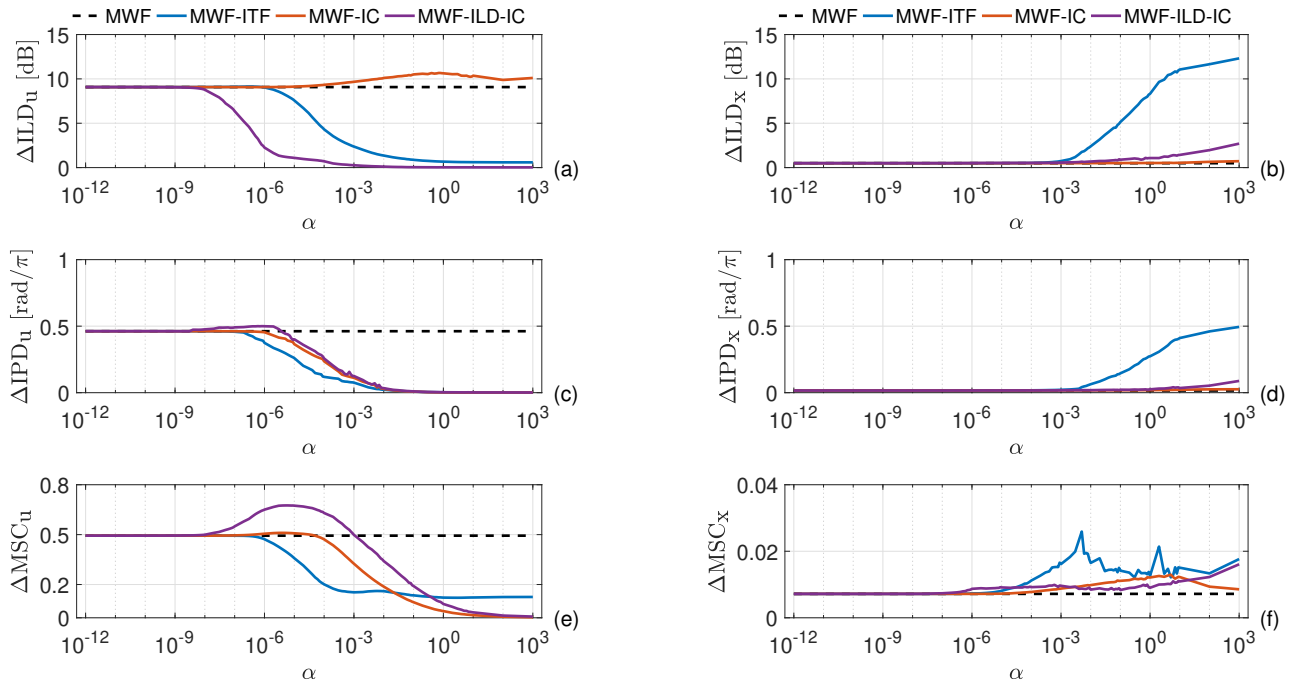 MWF MWF-ITF MWF-IC MWF-ILD-IC
ΔILD_u [dB]
15
10
5
0
10^-12 10^-9 10^-6 10^-3 10^0 10^3
α
(a)
MWF MWF-ITF MWF-IC MWF-ILD-IC
ΔILD_x [dB]
15
10
5
0
10^-12 10^-9 10^-6 10^-3 10^0 10^3
α
(b)
ΔIPD_u [rad/π]
1
0.5
0
10^-12 10^-9 10^-6 10^-3 10^0 10^3
α
(c)
ΔIPD_x [rad/π]
1
0.5
0
10^-12 10^-9 10^-6 10^-3 10^0 10^3
α
(d)
ΔMSC_u
0.8
0.5
0.2
0
10^-12 10^-9 10^-6 10^-3 10^0 10^3
α
(e)
ΔMSC_x
0.04
0.02
0
10^-12 10^-9 10^-6 10^-3 10^0 10^3
α
(f)